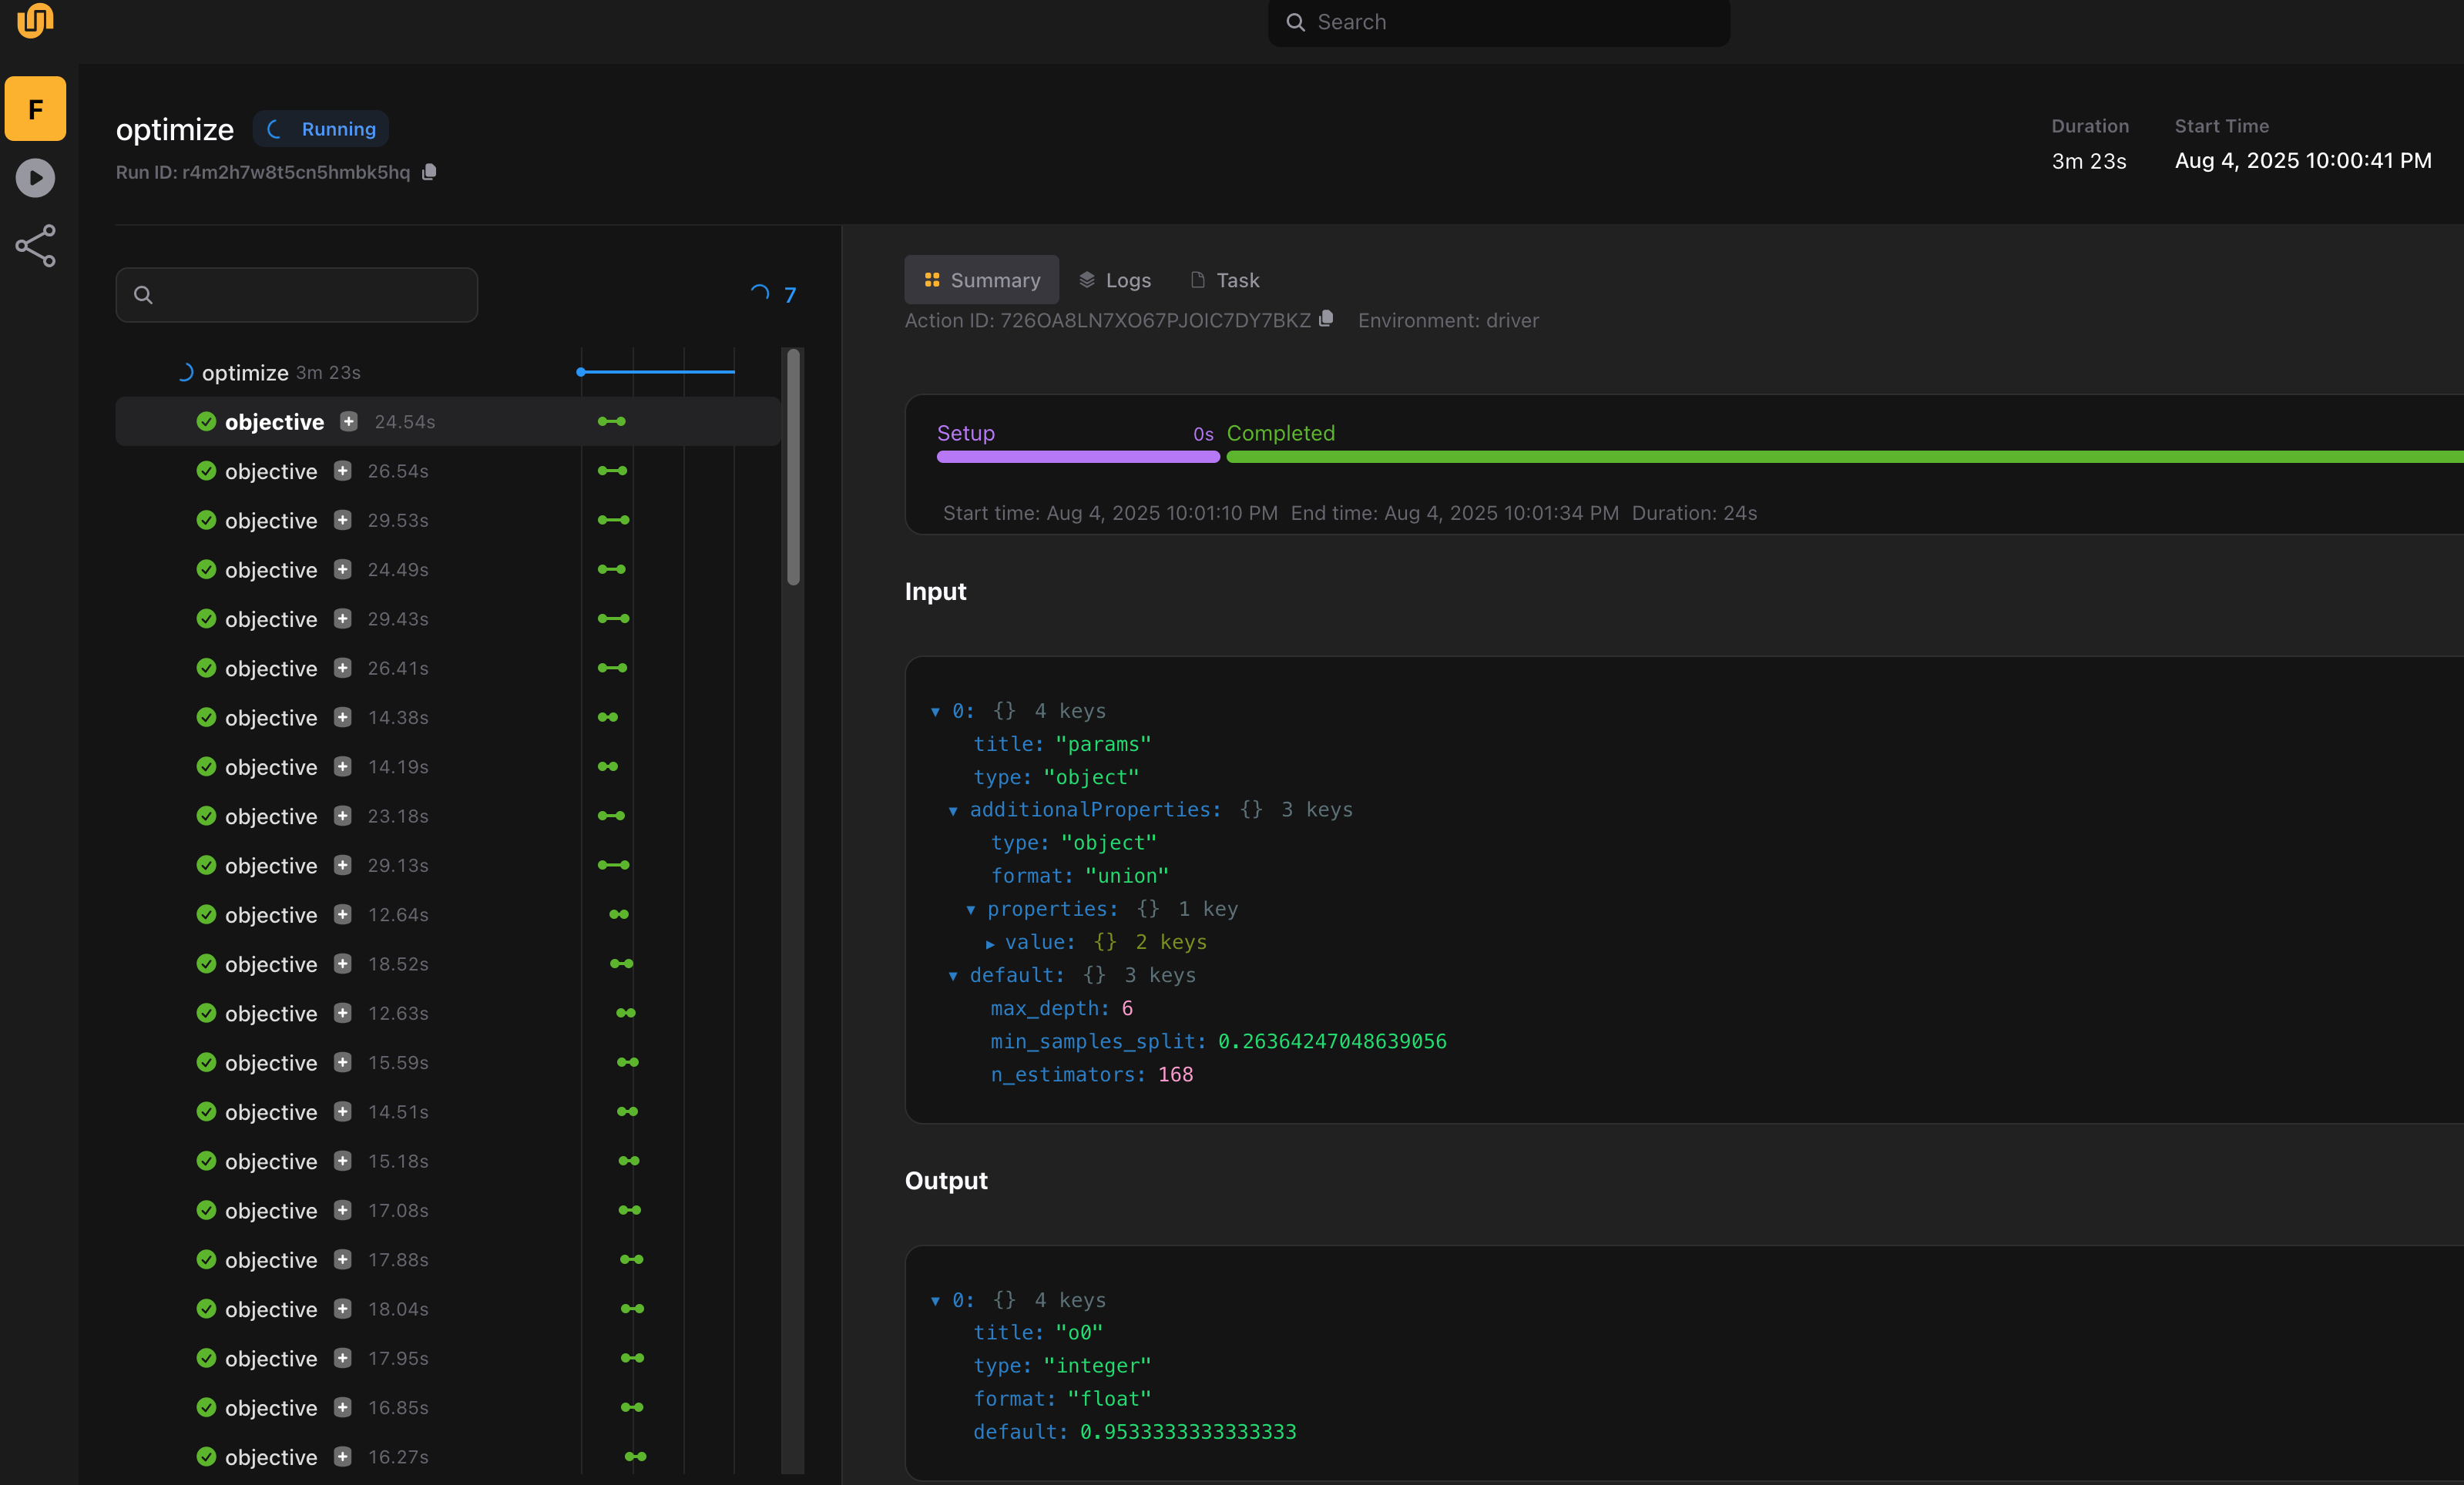 Search
F
optimize Running
Run ID: r4m2h7w8t5cn5hmbk5hq
Duration Start Time
3m 23s Aug 4, 2025 10:00:41 PM
7
optimize 3m 23s
objective 24.54s
objective 26.54s
objective 29.53s
objective 24.49s
objective 29.43s
objective 26.41s
objective 14.38s
objective 14.19s
objective 23.18s
objective 29.13s
objective 12.64s
objective 18.52s
objective 12.63s
objective 15.59s
objective 14.51s
objective 15.18s
objective 17.08s
objective 17.88s
objective 18.04s
objective 17.95s
objective 16.85s
objective 16.27s
Summary Logs Task
Action ID: 726OA8LN7XO67PJOIC7DY7BKZ Environment: driver
Setup 0s Completed
Start time: Aug 4, 2025 10:01:10 PM End time: Aug 4, 2025 10:01:34 PM Duration: 24s
Input
0: {} 4 keys
title: "params"
type: "object"
additionalProperties: {} 3 keys
type: "object"
format: "union"
properties: {} 1 key
value: {} 2 keys
default: {} 3 keys
max_depth: 6
min_samples_split: 0.26364247048639056
n_estimators: 168
Output
0: {} 4 keys
title: "o0"
type: "integer"
format: "float"
default: 0.9533333333333333